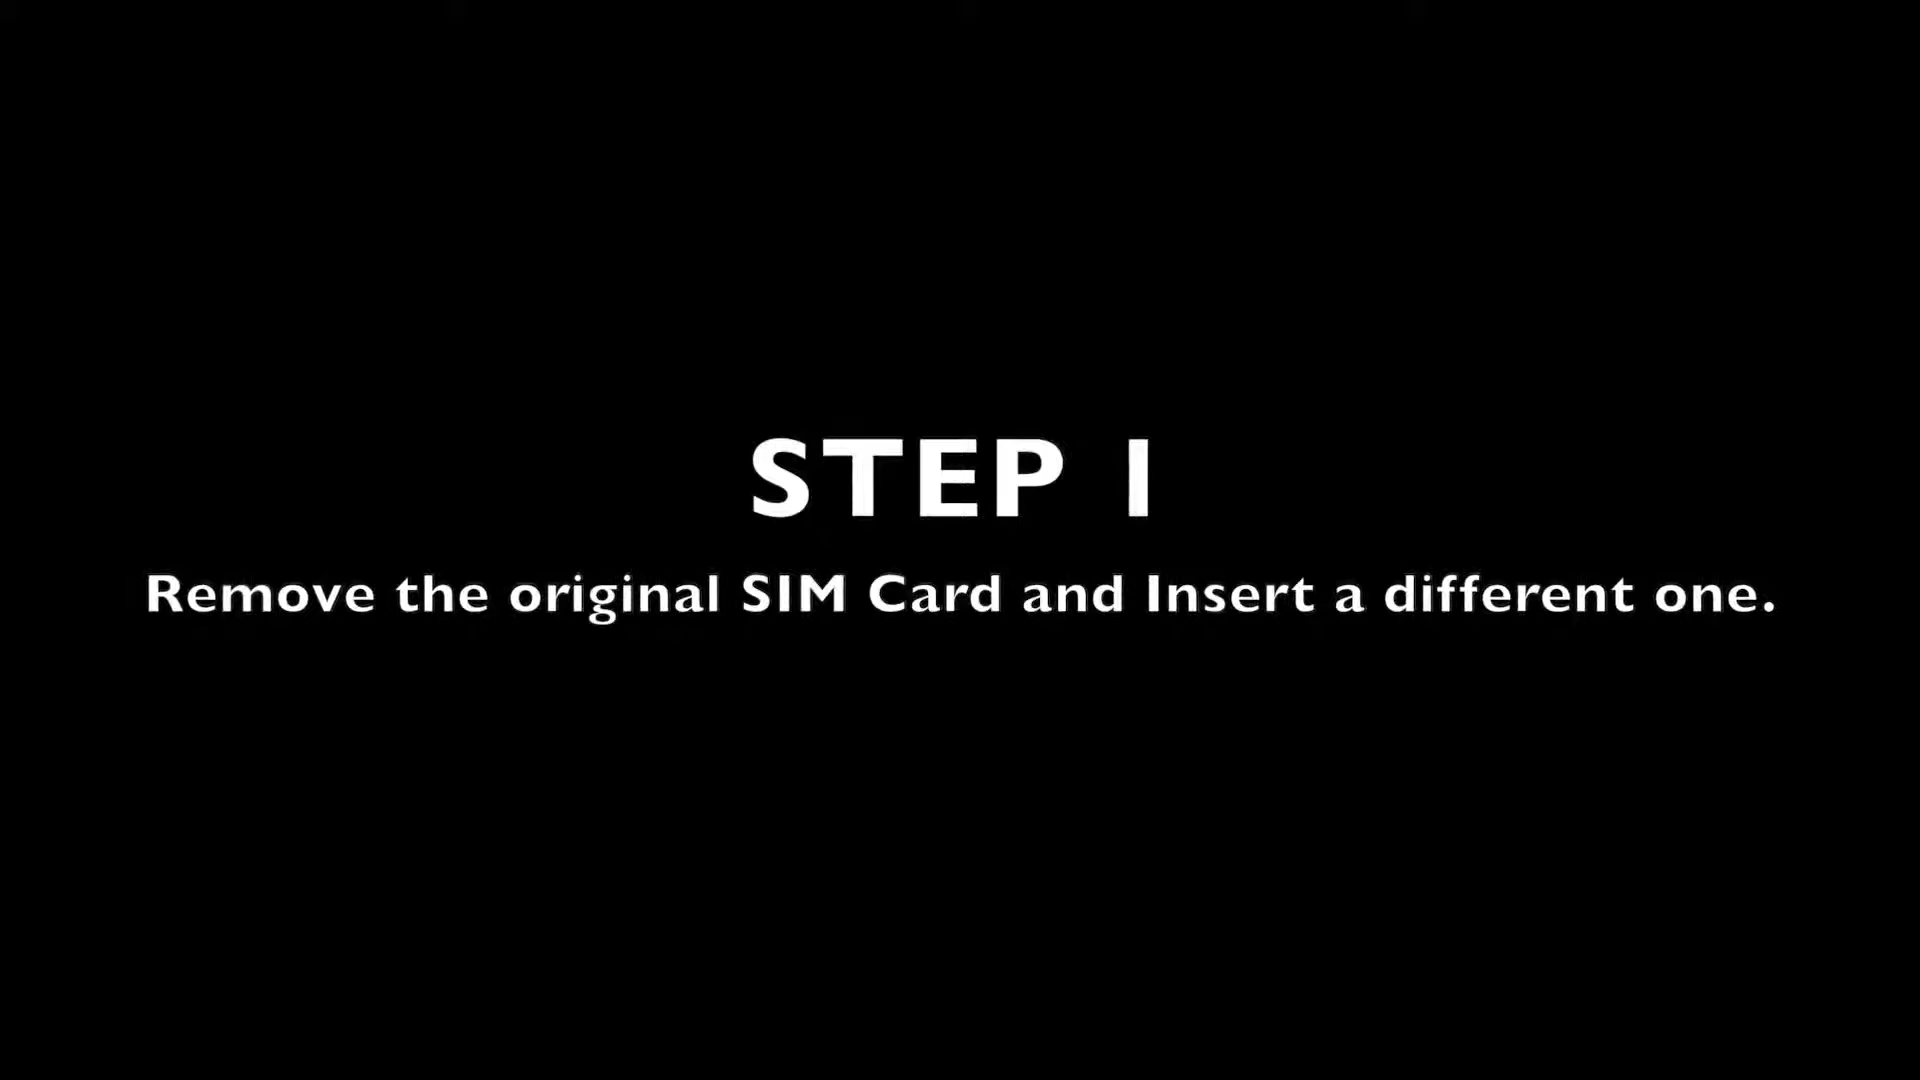 STEP 1
Remove the original SIM Card and Insert a different one.